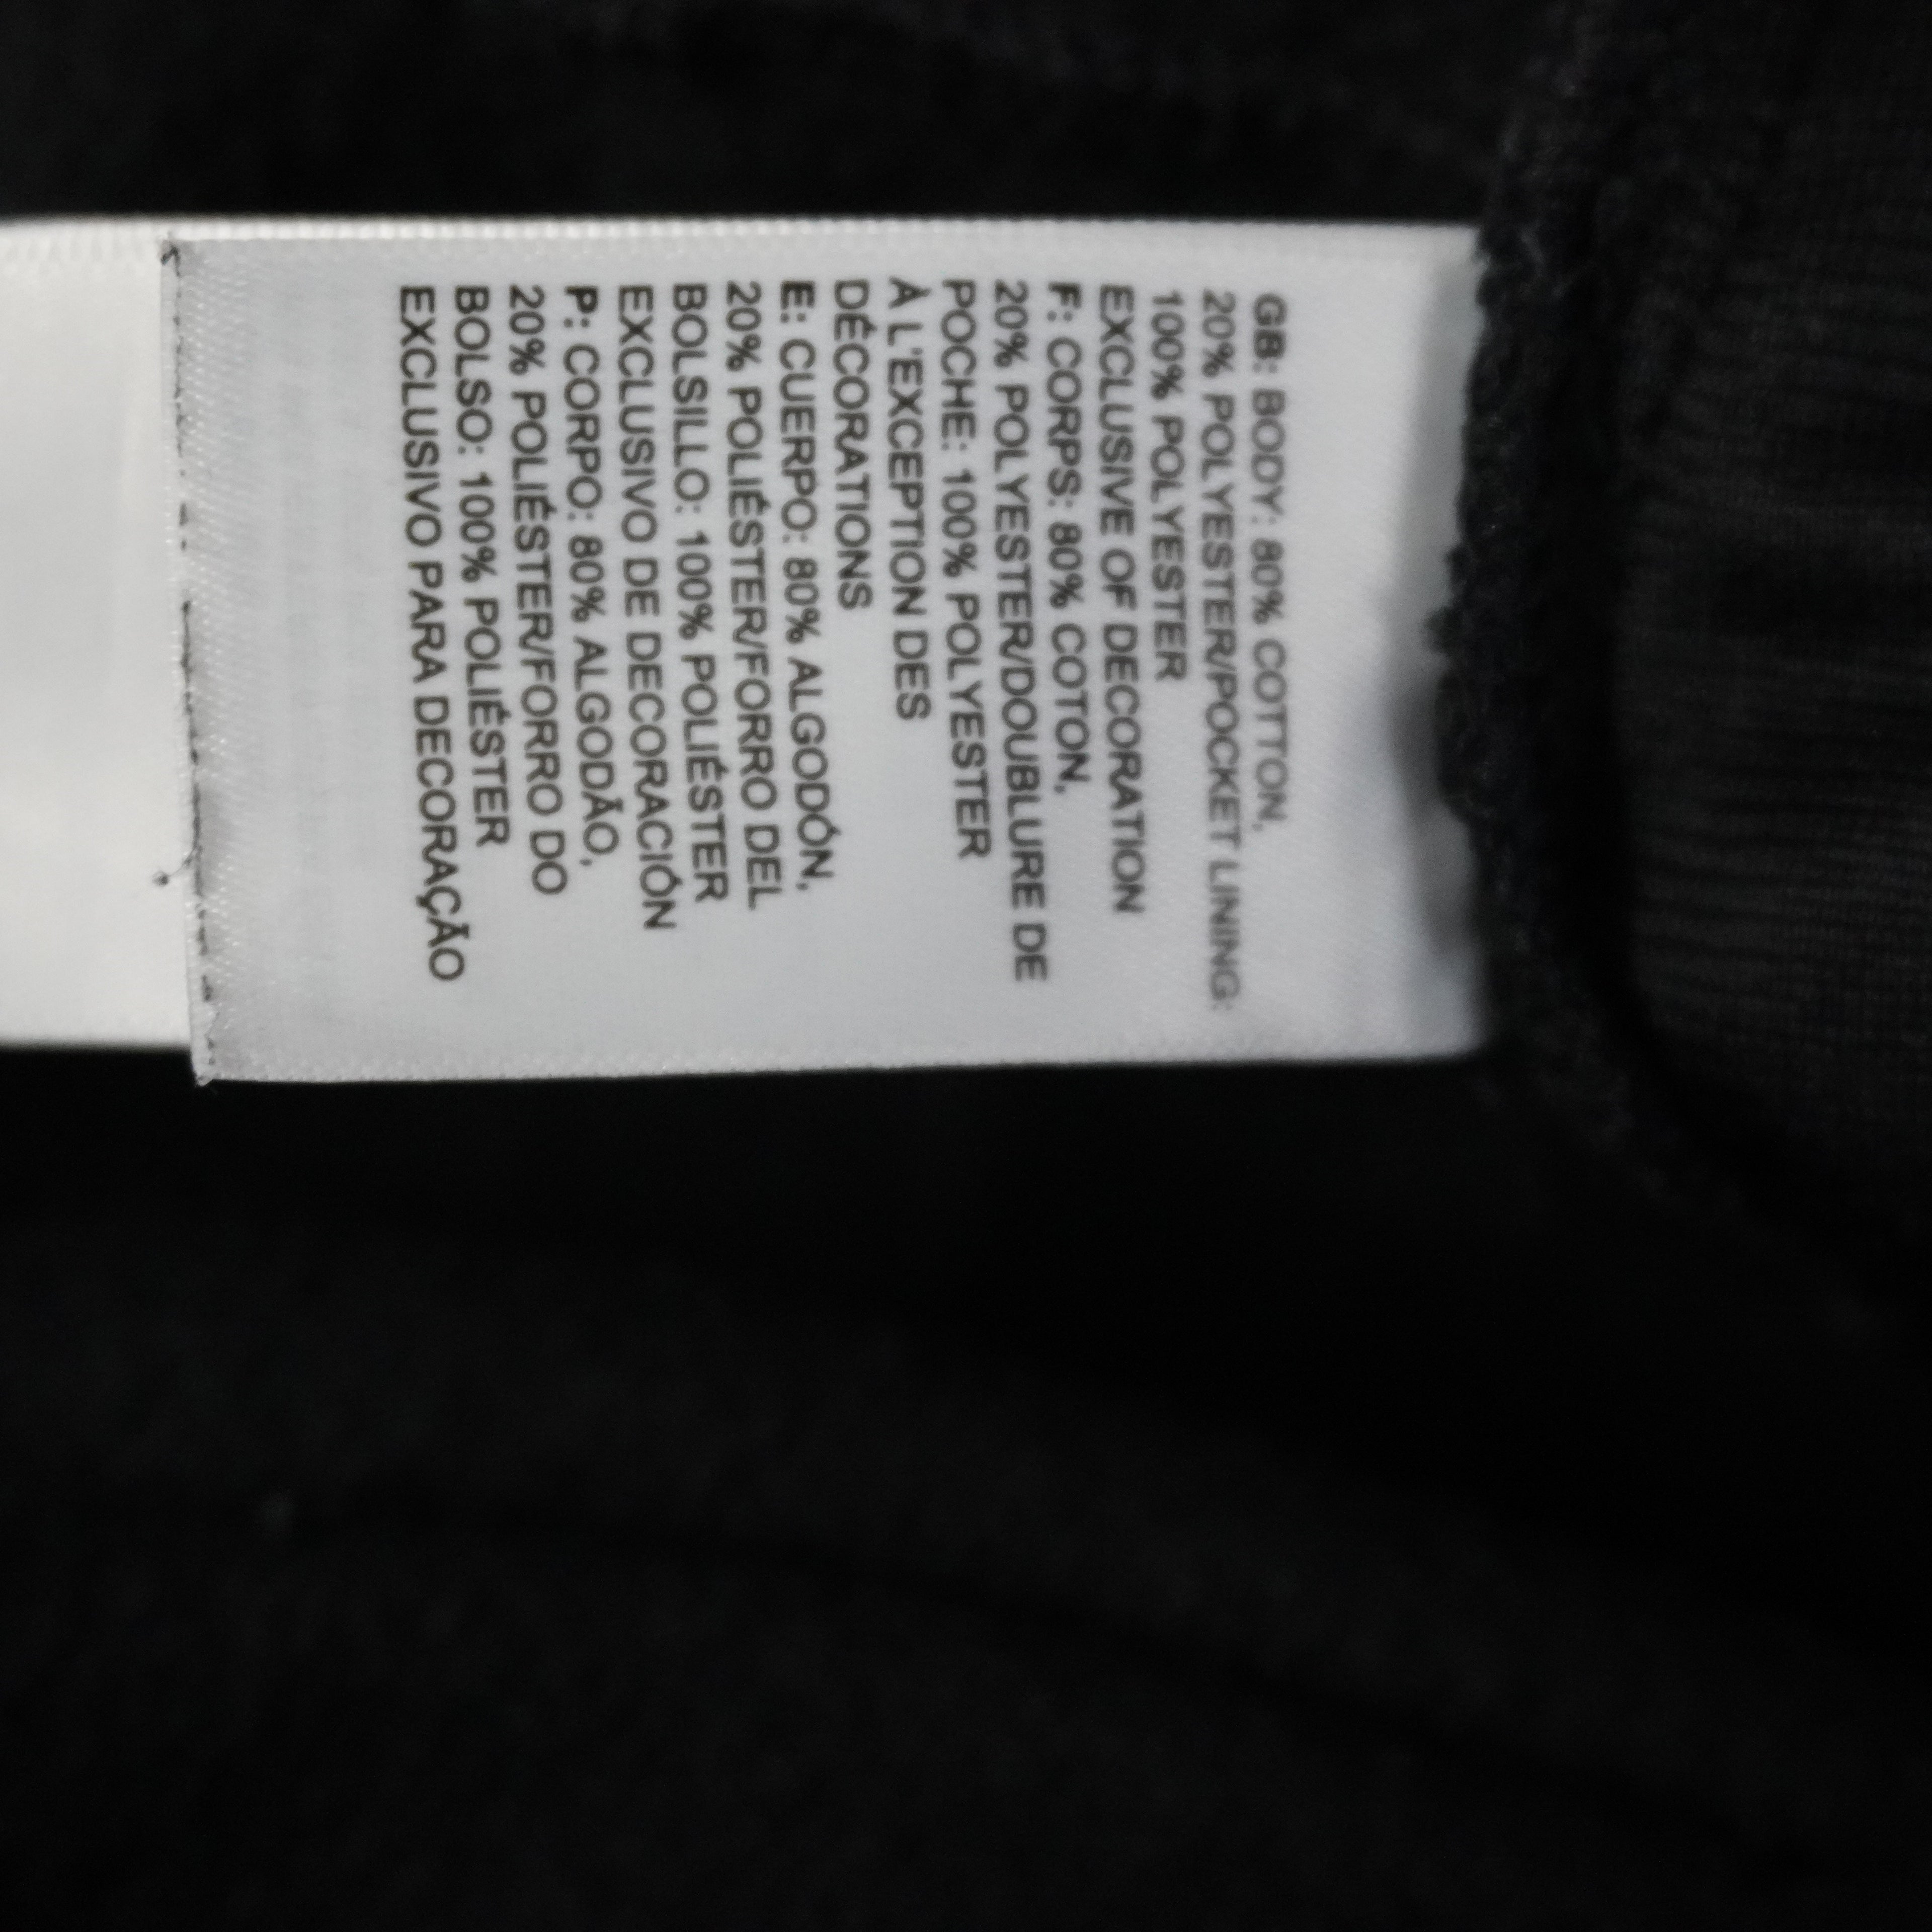 GB: BODY: 80% COTTON,
20% POLYESTER/POCKET LINING:
100% POLYESTER
EXCLUSIVE OF DECORATION
F: CORPS: 80% COTON,
20% POLYESTER/DOUBLURE DE
POCHE: 100% POLYESTER
À L'EXCEPTION DES
DÉCORATIONS
E: CUERPO: 80% ALGODÓN,
20% POLIÉSTER/FORRO DEL
BOLSILLO: 100% POLIÉSTER
EXCLUSIVO DE DECORACIÓN
P: CORPO: 80% ALGODÃO,
20% POLIÉSTER/FORRO DO
BOLSO: 100% POLIÉSTER
EXCLUSIVO PARA DECORAÇÃO